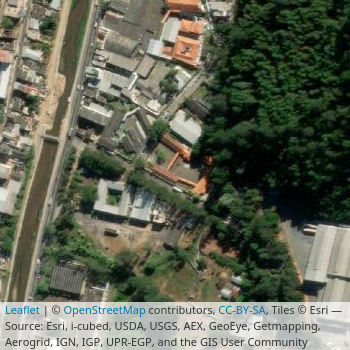 Leaflet | © OpenStreetMap contributors, CC-BY-SA, Tiles © Esri —
Source: Esri, i-cubed, USDA, USGS, AEX, GeoEye, Getmapping,
Aerogrid, IGN, IGP, UPR-EGP, and the GIS User Community